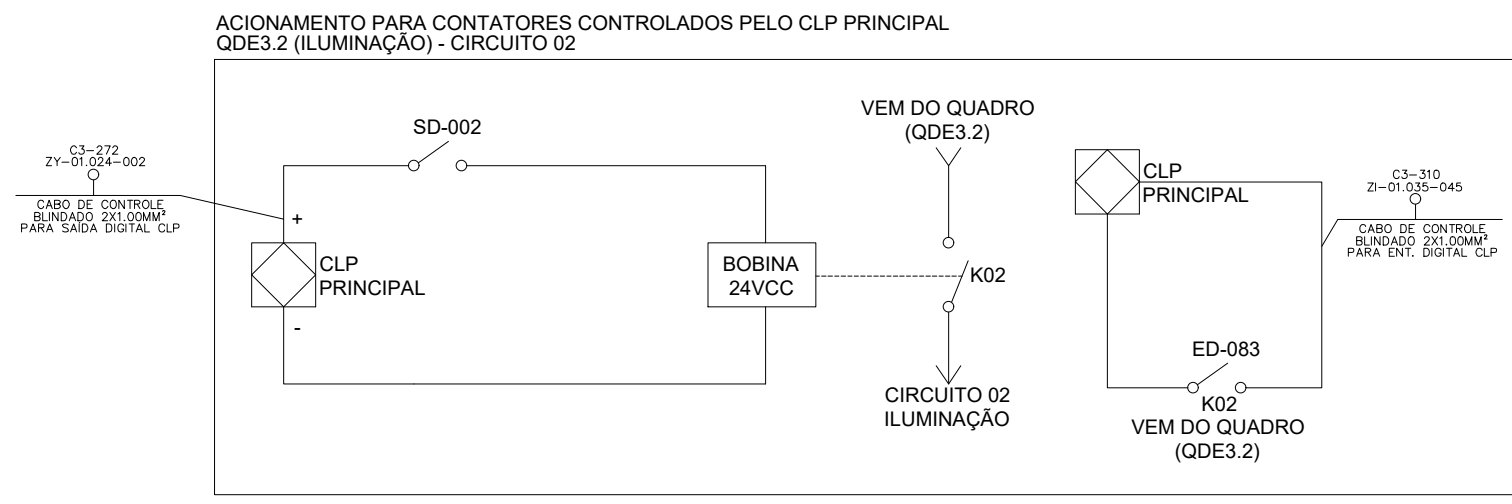 ACIONAMENTO PARA CONTATORES CONTROLADOS PELO CLP PRINCIPAL
QDE3.2 (ILUMINAÇÃO) - CIRCUITO 02
C3-272
ZY-01.024-002
CABO DE CONTROLE
BLINDADO 2X1.00MM²
PARA SAÍDA DIGITAL CLP
SD-002
+
CLP
PRINCIPAL
-
BOBINA
24VCC
VEM DO QUADRO
(QDE3.2)
K02
CIRCUITO 02
ILUMINAÇÃO
CLP
PRINCIPAL
ED-083
K02
VEM DO QUADRO
(QDE3.2)
C3-310
ZI-01.035-045
CABO DE CONTROLE
BLINDADO 2X1.00MM²
PARA ENT. DIGITAL CLP